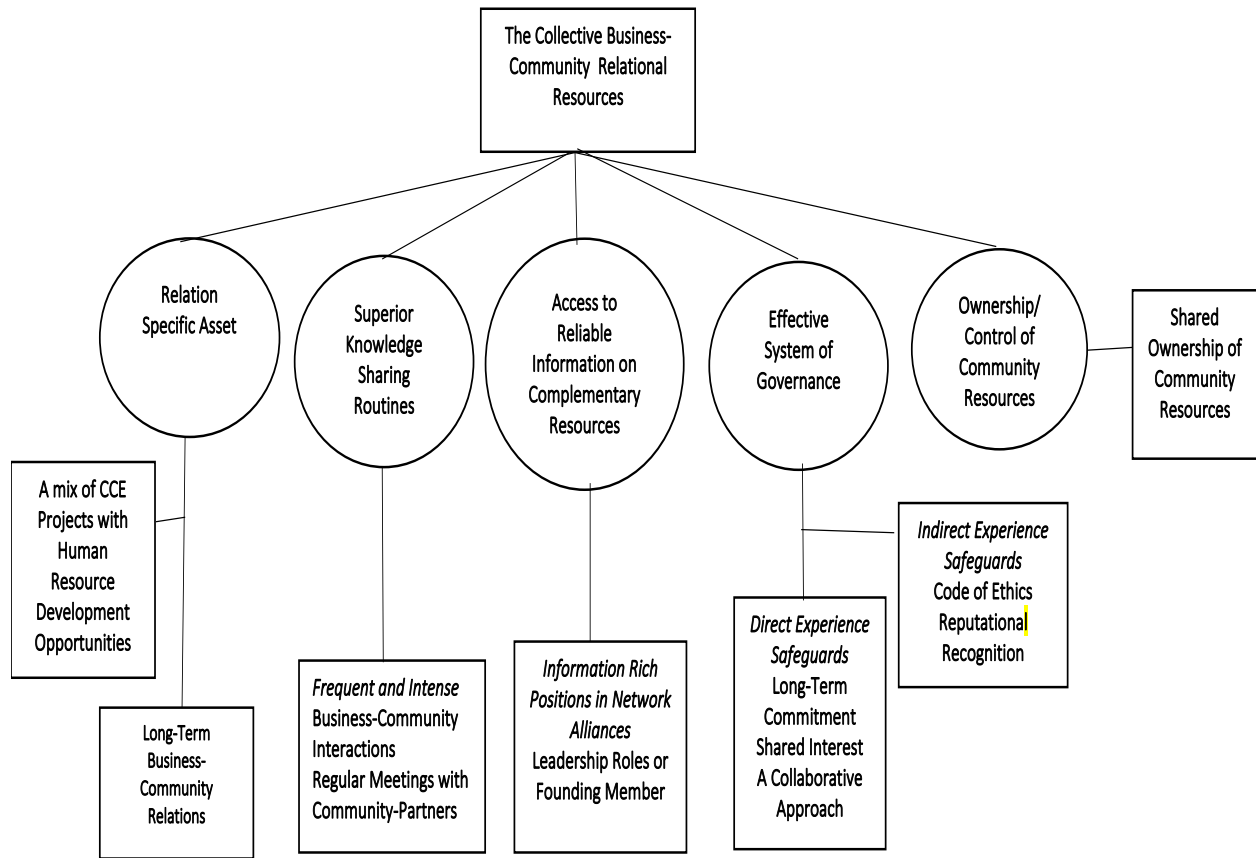 The Collective Business-
Community Relational
Resources
Relation
Specific Asset
Superior
Knowledge
Sharing
Routines
Access to
Reliable
Information on
Complementary
Resources
Effective
System of
Governance
Ownership/
Control of
Community
Resources
Shared
Ownership of
Community
Resources
A mix of CCE
Projects with
Human
Resource
Development
Opportunities
Long-Term
Business-
Community
Relations
Frequent and Intense
Business-Community
Interactions
Regular Meetings with
Community-Partners
Information Rich
Positions in Network
Alliances
Leadership Roles or
Founding Member
Direct Experience
Safeguards
Long-Term
Commitment
Shared Interest
A Collaborative
Approach
Indirect Experience
Safeguards
Code of Ethics
Reputational
Recognition